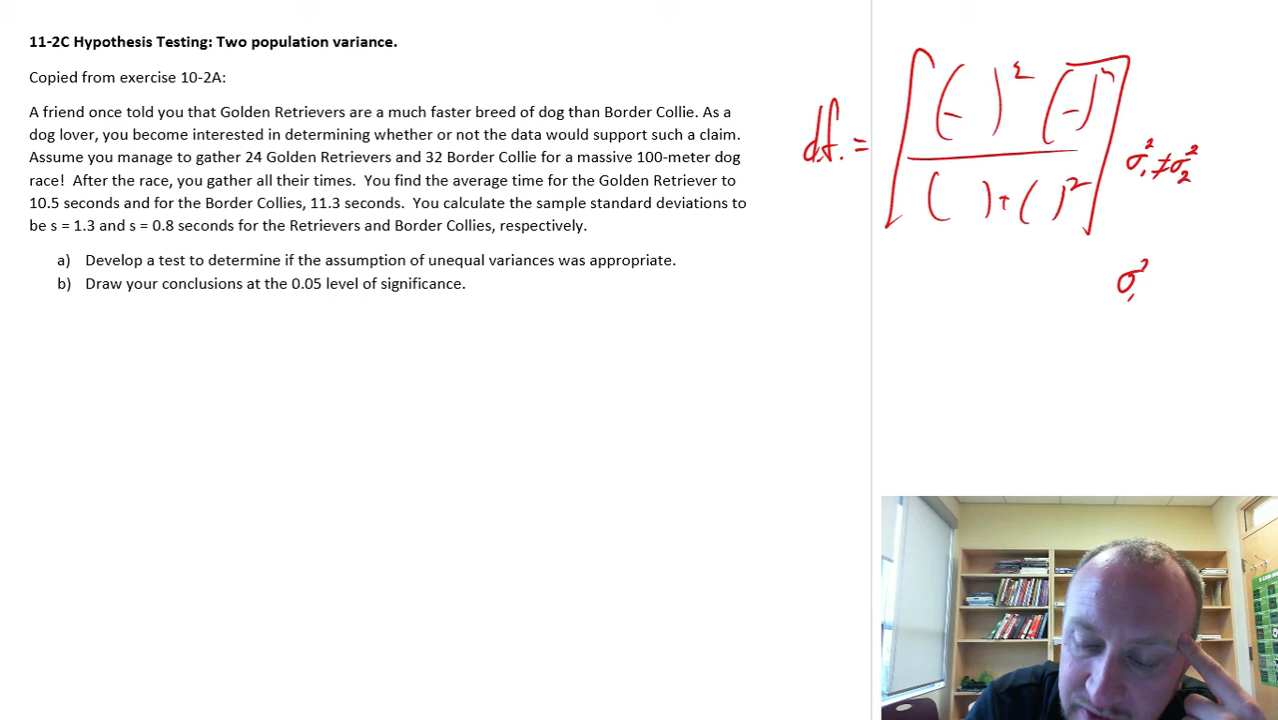 11-2C Hypothesis Testing: Two population variance.
Copied from exercise 10-2A:
A friend once told you that Golden Retrievers are a much faster breed of dog than Border Collie. As a
dog lover, you become interested in determining whether or not the data would support such a claim.
Assume you manage to gather 24 Golden Retrievers and 32 Border Collie for a massive 100-meter dog
race! After the race, you gather all their times. You find the average time for the Golden Retriever to
10.5 seconds and for the Border Collies, 11.3 seconds. You calculate the sample standard deviations to
be s = 1.3 and s = 0.8 seconds for the Retrievers and Border Collies, respectively.
a) Develop a test to determine if the assumption of unequal variances was appropriate.
b) Draw your conclusions at the 0.05 level of significance.
( - )² ( - )²
d.f. =
( ) + ( )²
σ₁² ≠ σ₂²
σ₁²